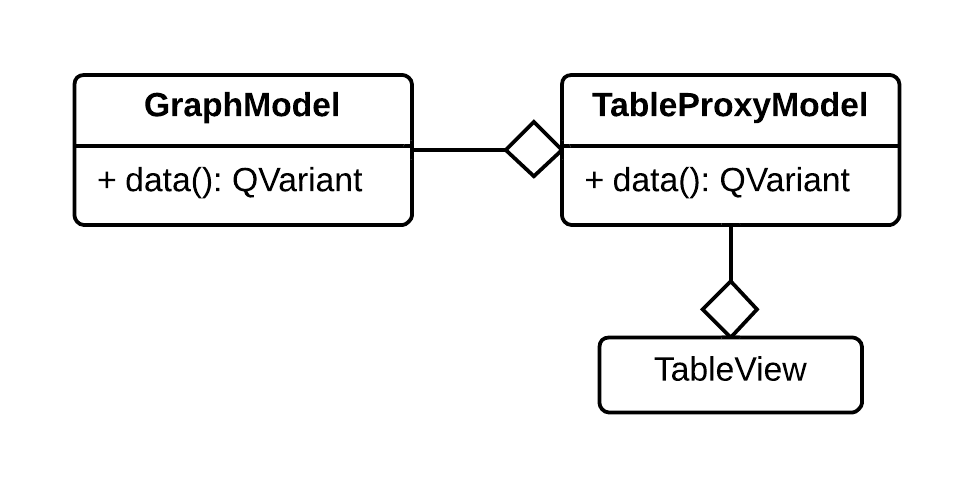 GraphModel
+ data(): QVariant
TableProxyModel
+ data(): QVariant
TableView